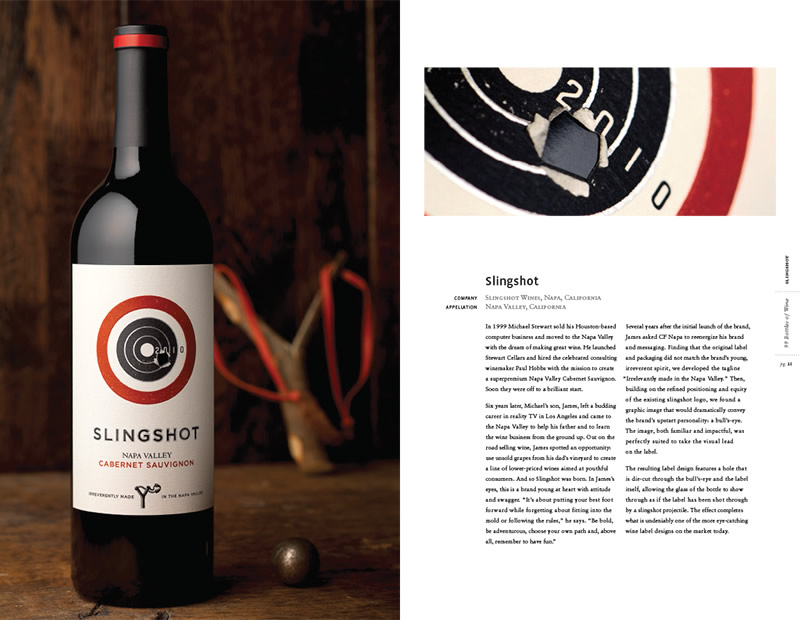 2010
SLINGSHOT
NAPA VALLEY
CABERNET SAUVIGNON
IRREVERENTLY MADE IN THE NAPA VALLEY
2010
Slingshot
COMPANY SLINGSHOT WINES, NAPA, CALIFORNIA
APPELLATION NAPA VALLEY, CALIFORNIA
In 1999 Michael Stewart sold his Houston-based
computer business and moved to the Napa Valley
with the dream of making great wine. He launched
Stewart Cellars and hired the celebrated consulting
winemaker Paul Hobbs with the mission to create
a superpremium Napa Valley Cabernet Sauvignon.
Soon they were off to a brilliant start.
Six years later, Michael's son, James, left a budding
career in reality TV in Los Angeles and came to
the Napa Valley to help his father and to learn
the wine business from the ground up. Out on the
road selling wine, James spotted an opportunity:
use unsold grapes from his dad's vineyard to create
a line of lower-priced wines aimed at youthful
consumers. And so Slingshot was born. In James's
eyes, this is a brand young at heart with attitude
and swagger. "It's about putting your best foot
forward while forgetting about fitting into the
mold or following the rules," he says. "Be bold,
be adventurous, choose your own path and, above
all, remember to have fun."
Several years after the initial launch of the brand,
James asked CF Napa to reenergize his brand
and messaging. Finding that the original label
and packaging did not match the brand's young,
irreverent spirit, we developed the tagline
"Irrelevantly made in the Napa Valley." Then,
building on the refined positioning and equity
of the existing slingshot logo, we found a
graphic image that would dramatically convey
the brand's upstart personality: a bull's-eye.
The image, both familiar and impactful, was
perfectly suited to take the visual lead
on the label.
The resulting label design features a hole that
is die-cut through the bull's-eye and the label
itself, allowing the glass of the bottle to show
through as if the label has been shot through
by a slingshot projectile. The effect completes
what is undeniably one of the more eye-catching
wine label designs on the market today.
SLINGSHOT
99 Bottles of Wine
pg.